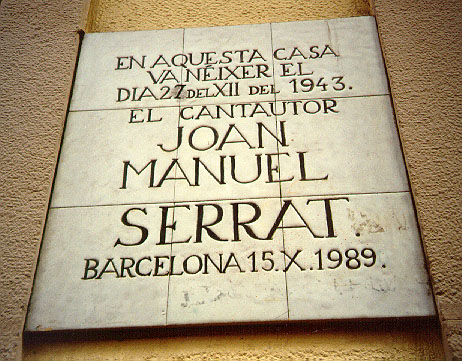 EN AQUESTA CASA
VA NÉIXER EL
DIA 27 DEL XII DEL 1943.
EL CANTAUTOR
JOAN
MANUEL
SERRAT
BARCELONA 15.X.1989.